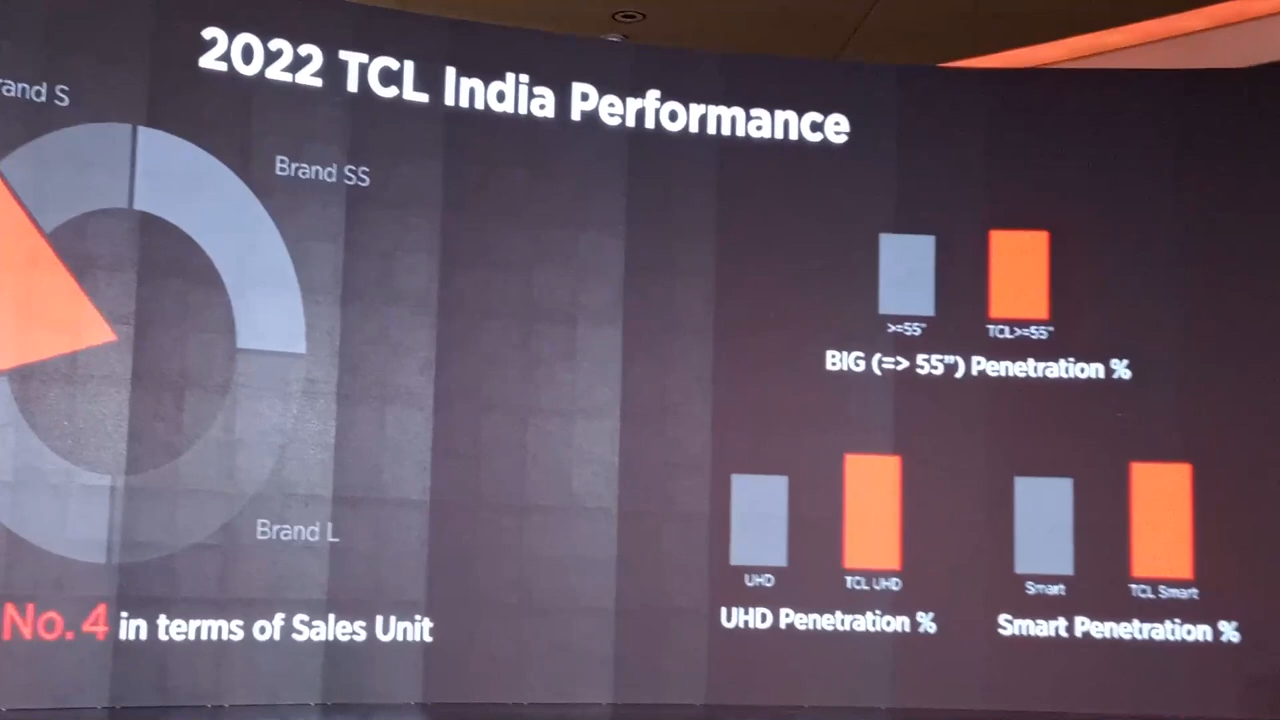 2022 TCL India Performance
rand S
Brand SS
Brand L
No. 4 in terms of Sales Unit
>=55"
TCL>=55"
BIG (=> 55") Penetration %
UHD
TCL UHD
UHD Penetration %
Smart
TCL Smart
Smart Penetration %